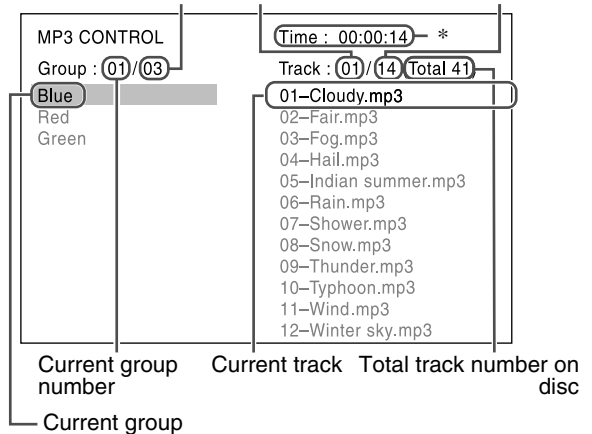 MP3 CONTROL
Time : 00:00:14 *
Group : 01/03
Track : 01/14 Total 41
Blue
Red
Green
01–Cloudy.mp3
02–Fair.mp3
03–Fog.mp3
04–Hail.mp3
05–Indian summer.mp3
06–Rain.mp3
07–Shower.mp3
08–Snow.mp3
09–Thunder.mp3
10–Typhoon.mp3
11–Wind.mp3
12–Winter sky.mp3
Current group
number
Current track
Total track number on
disc
Current group